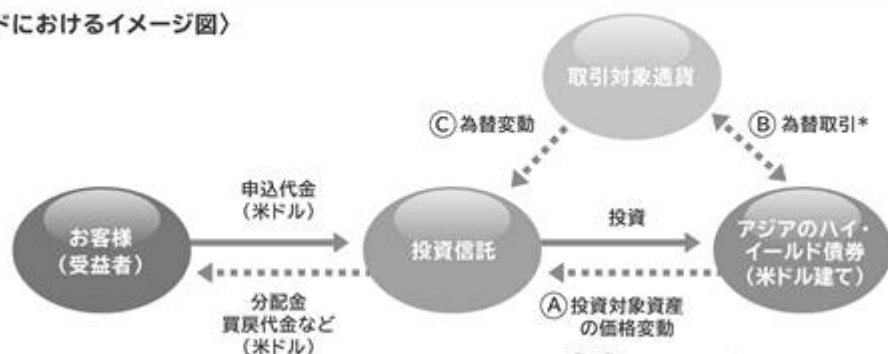 ドにおけるイメージ図〉
取引対象通貨
Ⓒ為替変動
Ⓑ為替取引*
申込代金
(米ドル)
投資
お客様
(受益者)
投資信託
アジアのハイ・
イールド債券
(米ドル建て)
分配金
買戻代金など
(米ドル)
Ⓐ投資対象資産
の価格変動